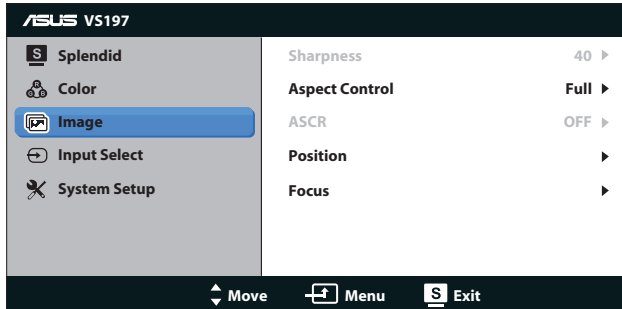 ASUS VS197
S Splendid
Color
Image
Input Select
System Setup
Sharpness 40
Aspect Control Full
ASCR OFF
Position
Focus
Move Menu S Exit